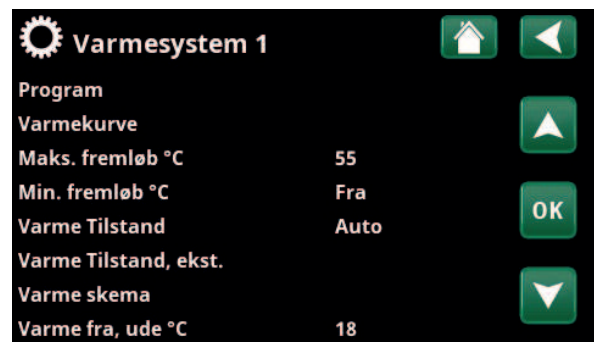 Varmesystem 1
Program
Varmekurve
Maks. fremløb °C 55
Min. fremløb °C Fra
Varme Tilstand Auto
OK
Varme Tilstand, ekst.
Varme skema
Varme fra, ude °C 18